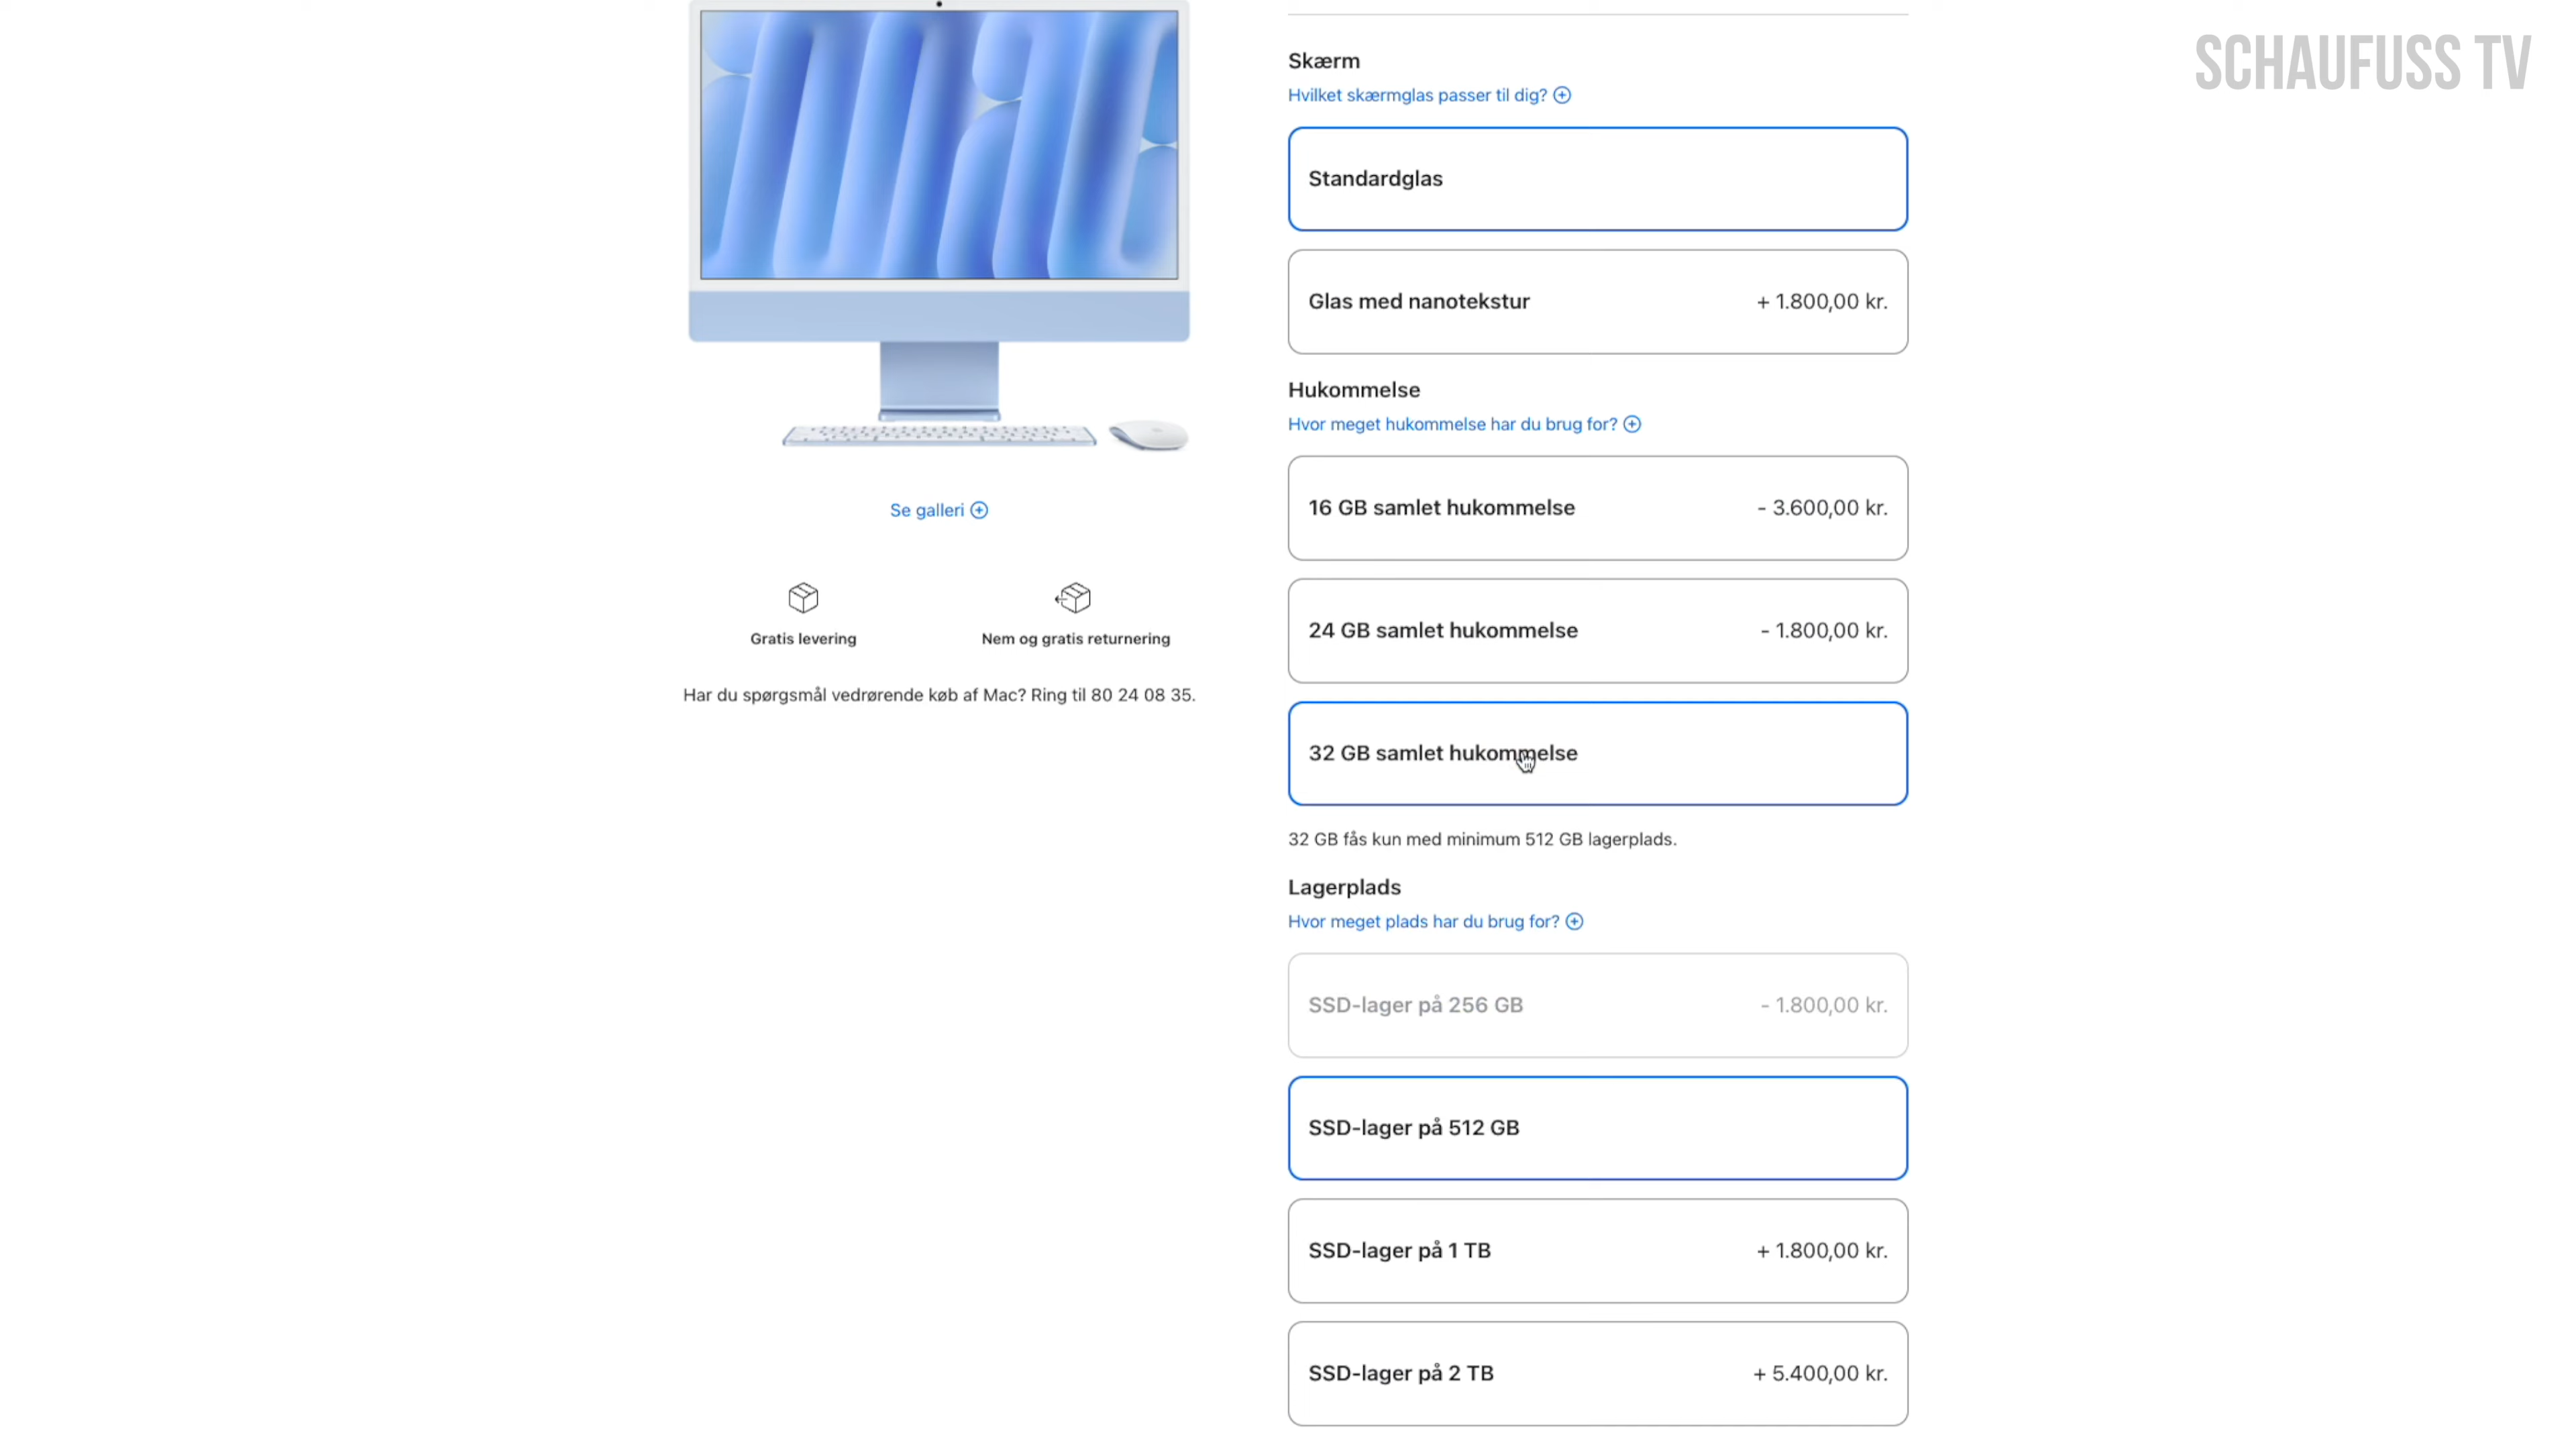 SCHAUFUSS TV
Se galleri
Gratis levering
Nem og gratis returnering
Har du spørgsmål vedrørende køb af Mac? Ring til 80 24 08 35.
Skærm
Hvilket skærmglas passer til dig?
Standardglas
Glas med nanotekstur + 1.800,00 kr.
Hukommelse
Hvor meget hukommelse har du brug for?
16 GB samlet hukommelse - 3.600,00 kr.
24 GB samlet hukommelse - 1.800,00 kr.
32 GB samlet hukommelse
32 GB fås kun med minimum 512 GB lagerplads.
Lagerplads
Hvor meget plads har du brug for?
SSD-lager på 256 GB - 1.800,00 kr.
SSD-lager på 512 GB
SSD-lager på 1 TB + 1.800,00 kr.
SSD-lager på 2 TB + 5.400,00 kr.